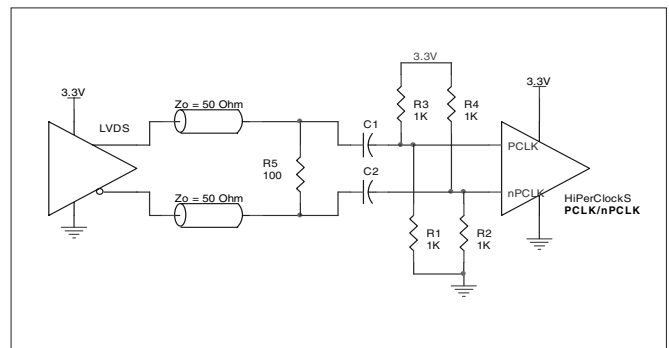 3.3V
3.3V
3.3V
Zo = 50 Ohm
LVDS
R3
1K
R4
1K
C1
PCLK
R5
100
C2
Zo = 50 Ohm
nPCLK
HiPerClockS
PCLK/nPCLK
R1
1K
R2
1K